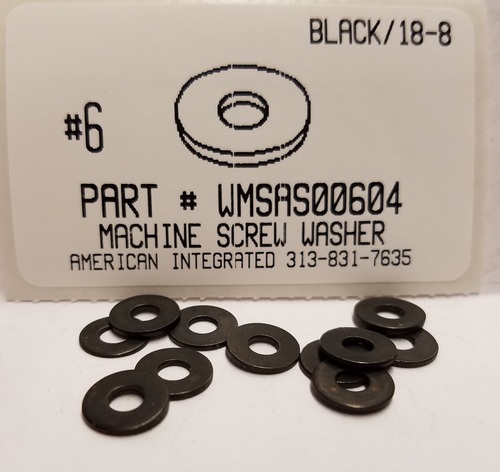 BLACK/18-8
#6
PART # WMSAS00604
MACHINE SCREW WASHER
AMERICAN INTEGRATED 313-831-7635